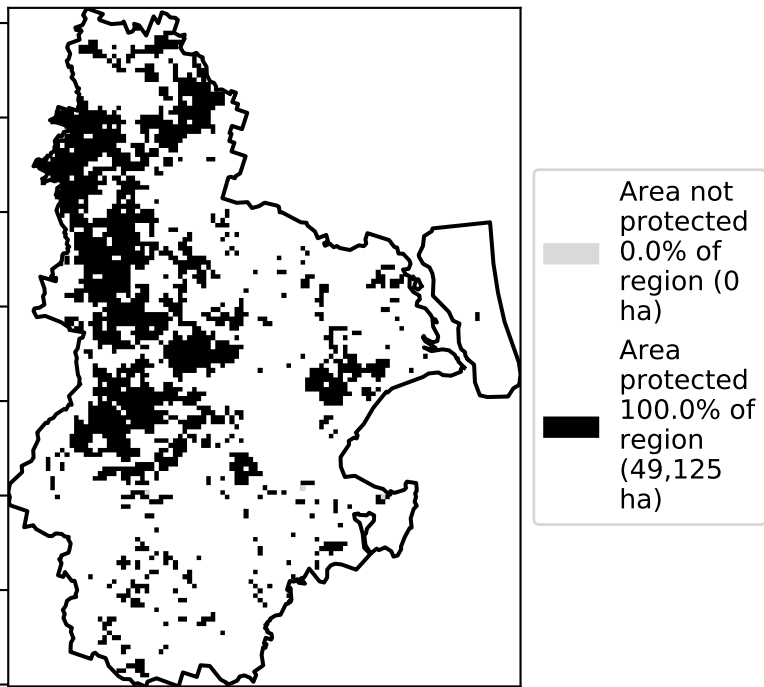 Area not
protected
0.0% of
region (0
ha)
Area
protected
100.0% of
region
(49,125
ha)